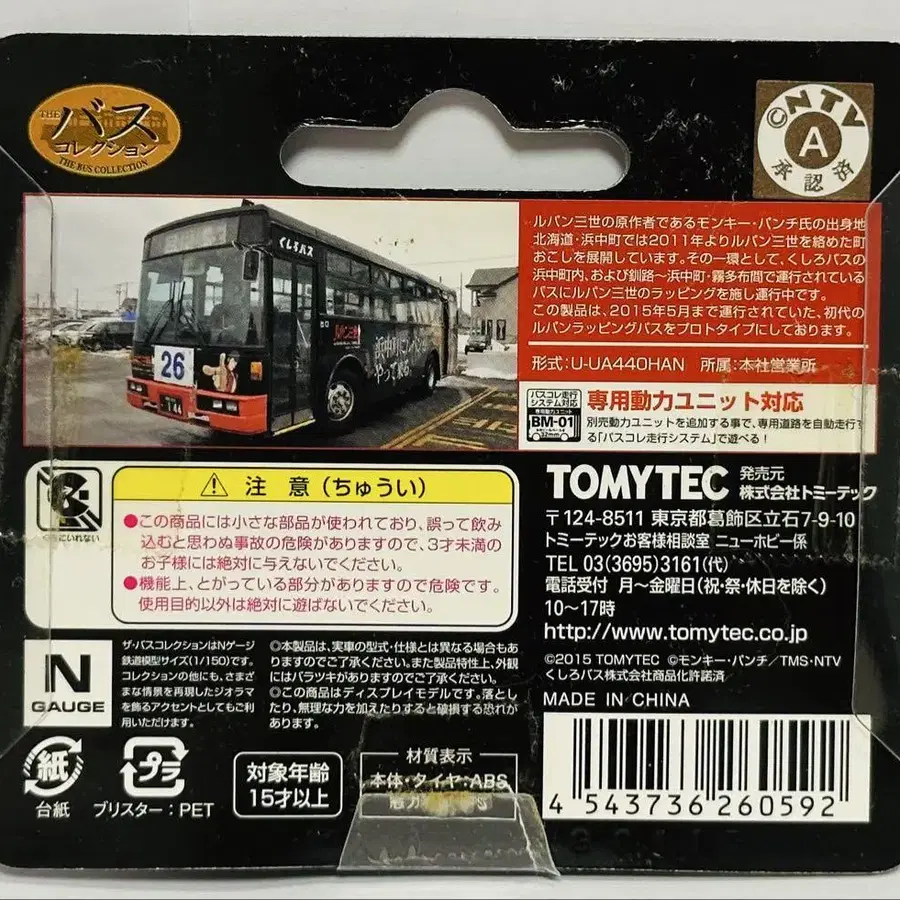 THE
バス
コレクション
THE BUS COLLECTION
©NTV
A
承認済
くしろバス
26
ルパン三世
浜中町にルパンが
やって来る。
144
ルパン三世の原作者であるモンキー・パンチ氏の出身地
北海道・浜中町では2011年よりルパン三世を絡めた町
おこしを展開しています。その一環として、くしろバスの
浜中町内、および釧路〜浜中町・霧多布間で運行されている
バスにルパン三世のラッピングを施し運行中です。
この製品は、2015年5月まで運行されていた、初代の
ルパンラッピングバスをプロトタイプにしております。
形式:U-UA440HAN 所属:本社営業所
バスコレ走行
システム対応
専用動力ユニット
BM-01
32mm
専用動力ユニット対応
別売動力ユニットを追加する事で、専用道路を自動走行す
る「バスコレ走行システム」で遊べる！
口にいれない
注意(ちゅうい)
●この商品には小さな部品が使われており、誤って飲み
込むと思わぬ事故の危険がありますので、3才未満の
お子様には絶対に与えないでください。
●機能上、とがっている部分がありますので危険です。
使用目的以外は絶対に遊ばないでください。
TOMYTEC 発売元
株式会社トミーテック
〒124-8511 東京都葛飾区立石7-9-10
トミーテックお客様相談室 ニューホビー係
TEL 03(3695)3161(代)
電話受付 月〜金曜日(祝・祭・休日を除く)
10〜17時
http://www.tomytec.co.jp
©2015 TOMYTEC ©モンキー・パンチ/TMS・NTV
くしろバス株式会社商品化許諾済
MADE IN CHINA
N
GAUGE
ザ・バスコレクションはNゲージ
鉄道模型サイズ(1/150)です。
コレクションの他にも、さまざ
まな情景を再現したジオラマ
を飾るアクセントとしてもご利
用いただけます。
◎本製品は、実車の型式・仕様とは異なる場合もあ
りますのでご了承ください。また製品特性上、外観
にはバラツキがありますのでご了承ください。
◎この商品はディスプレイモデルです。落とし
たり、無理な力を加えたりすると破損する恐れが
あります。
紙
台紙
プラ
ブリスター:PET
対象年齢
15才以上
材質表示
本体・タイヤ:ABS
4 543736 260592